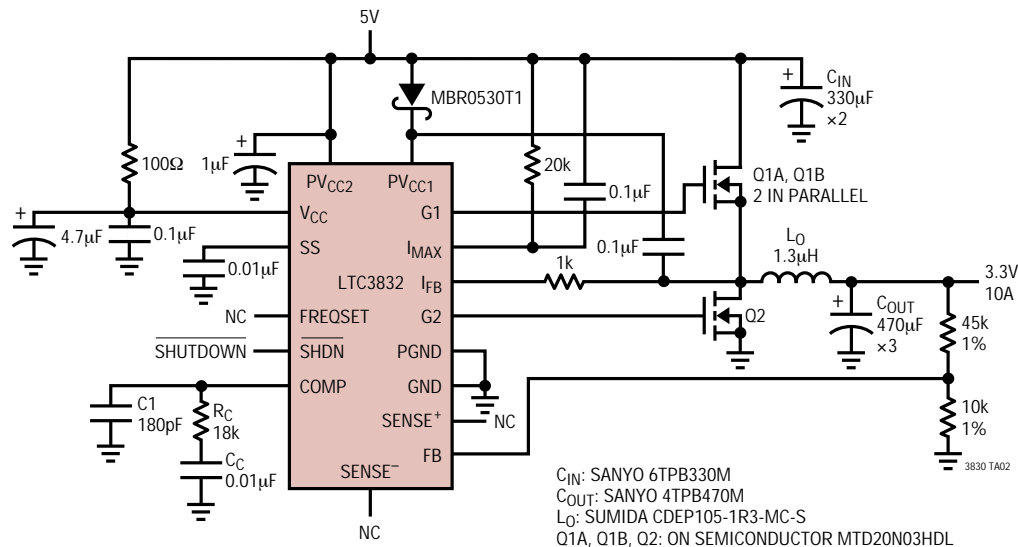 5V
MBR0530T1
+
CIN
330µF
×2
+
1µF
100Ω
20k
0.1µF
Q1A, Q1B
2 IN PARALLEL
PVCC2
PVCC1
+
4.7µF
0.1µF
VCC
G1
SS
IMAX
0.1µF
0.01µF
LTC3832
IFB
1k
LO
1.3µH
3.3V
10A
NC
FREQSET
G2
Q2
+
COUT
470µF
×3
45k
1%
SHUTDOWN
SHDN
PGND
COMP
GND
C1
180pF
RC
18k
SENSE+
NC
10k
1%
CC
0.01µF
FB
SENSE–
3830 TA02
NC
CIN: SANYO 6TPB330M
COUT: SANYO 4TPB470M
LO: SUMIDA CDEP105-1R3-MC-S
Q1A, Q1B, Q2: ON SEMICONDUCTOR MTD20N03HDL